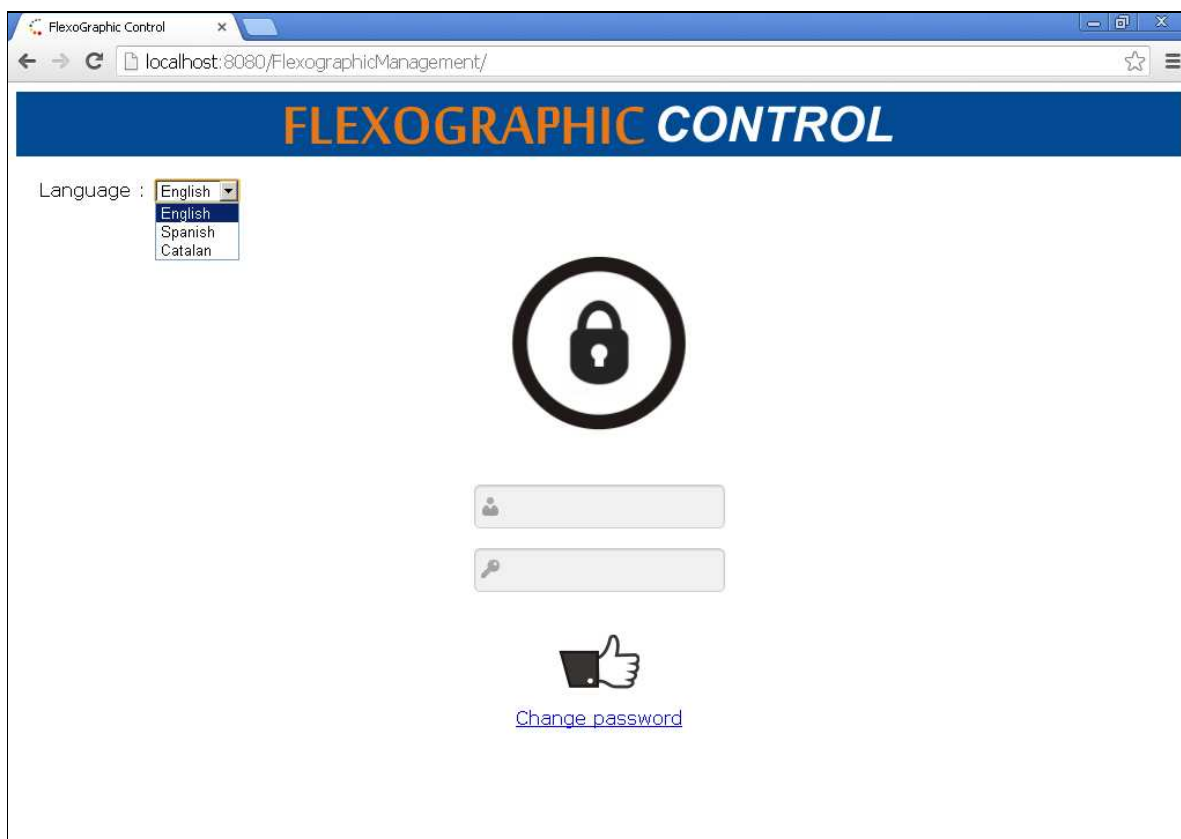 FlexoGraphic Control
localhost:8080/FlexographicManagement/
FLEXOGRAPHIC CONTROL
Language : English
English
Spanish
Catalan
Change password